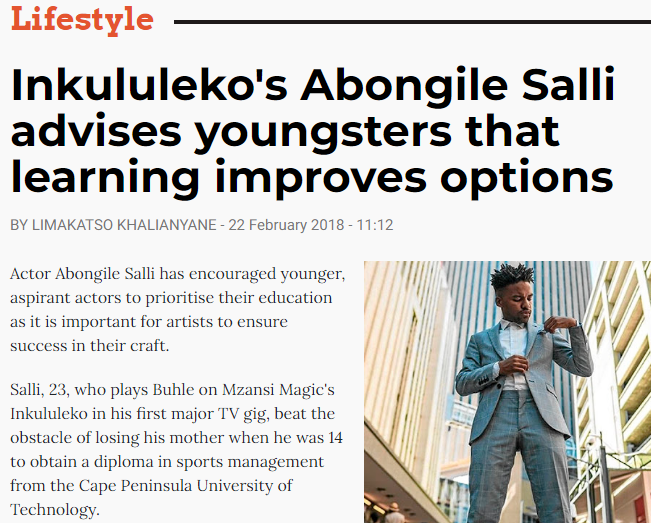 Lifestyle
Inkululeko's Abongile Salli
advises youngsters that
learning improves options
BY LIMAKATSO KHALIANYANE - 22 February 2018 - 11:12
Actor Abongile Salli has encouraged younger,
aspirant actors to prioritise their education
as it is important for artists to ensure
success in their craft.
Salli, 23, who plays Buhle on Mzansi Magic's
Inkululeko in his first major TV gig, beat the
obstacle of losing his mother when he was 14
to obtain a diploma in sports management
from the Cape Peninsula University of
Technology.